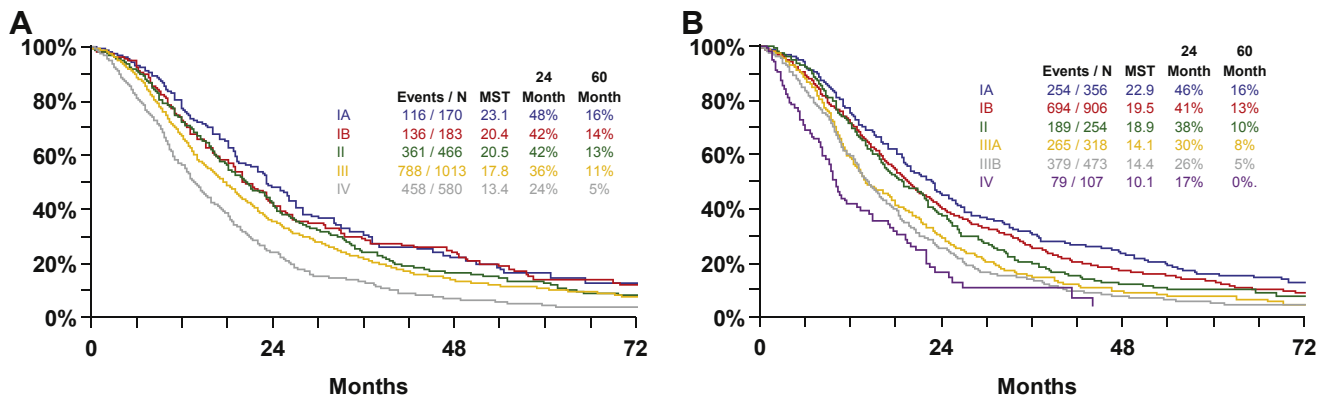 A
100%
80%
60%
40%
20%
0%
0 24 48 72
Months
24 60
Events / N MST Month Month
IA 116 / 170 23.1 48% 16%
IB 136 / 183 20.4 42% 14%
II 361 / 466 20.5 42% 13%
III 788 / 1013 17.8 36% 11%
IV 458 / 580 13.4 24% 5%
B
100%
80%
60%
40%
20%
0%
0 24 48 72
Months
24 60
Events / N MST Month Month
IA 254 / 356 22.9 46% 16%
IB 694 / 906 19.5 41% 13%
II 189 / 254 18.9 38% 10%
IIIA 265 / 318 14.1 30% 8%
IIIB 379 / 473 14.4 26% 5%
IV 79 / 107 10.1 17% 0%.